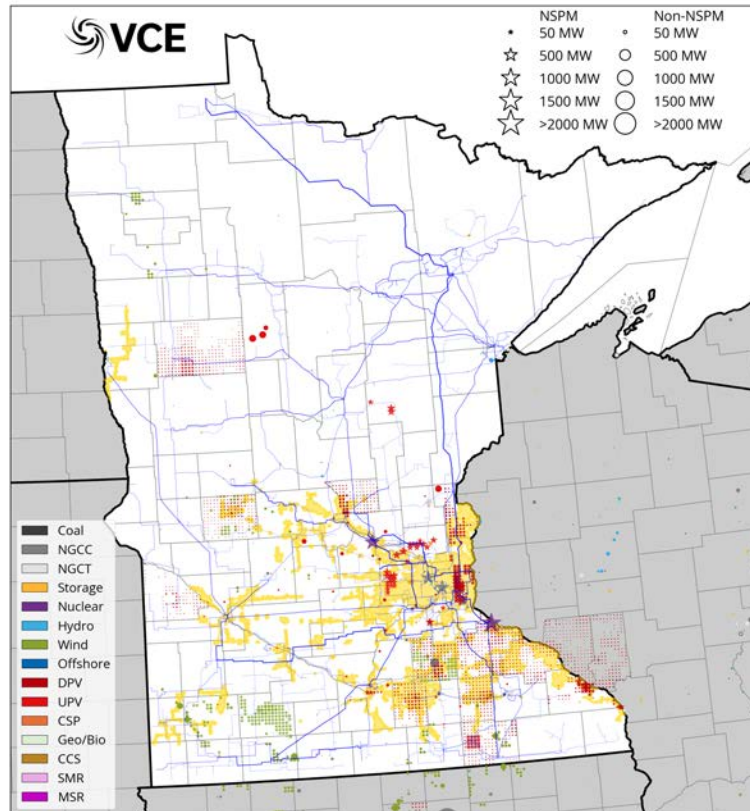 VCE
NSPM Non-NSPM
50 MW 50 MW
500 MW 500 MW
1000 MW 1000 MW
1500 MW 1500 MW
>2000 MW >2000 MW
Coal
NGCC
NGCT
Storage
Nuclear
Hydro
Wind
Offshore
DPV
UPV
CSP
Geo/Bio
CCS
SMR
MSR